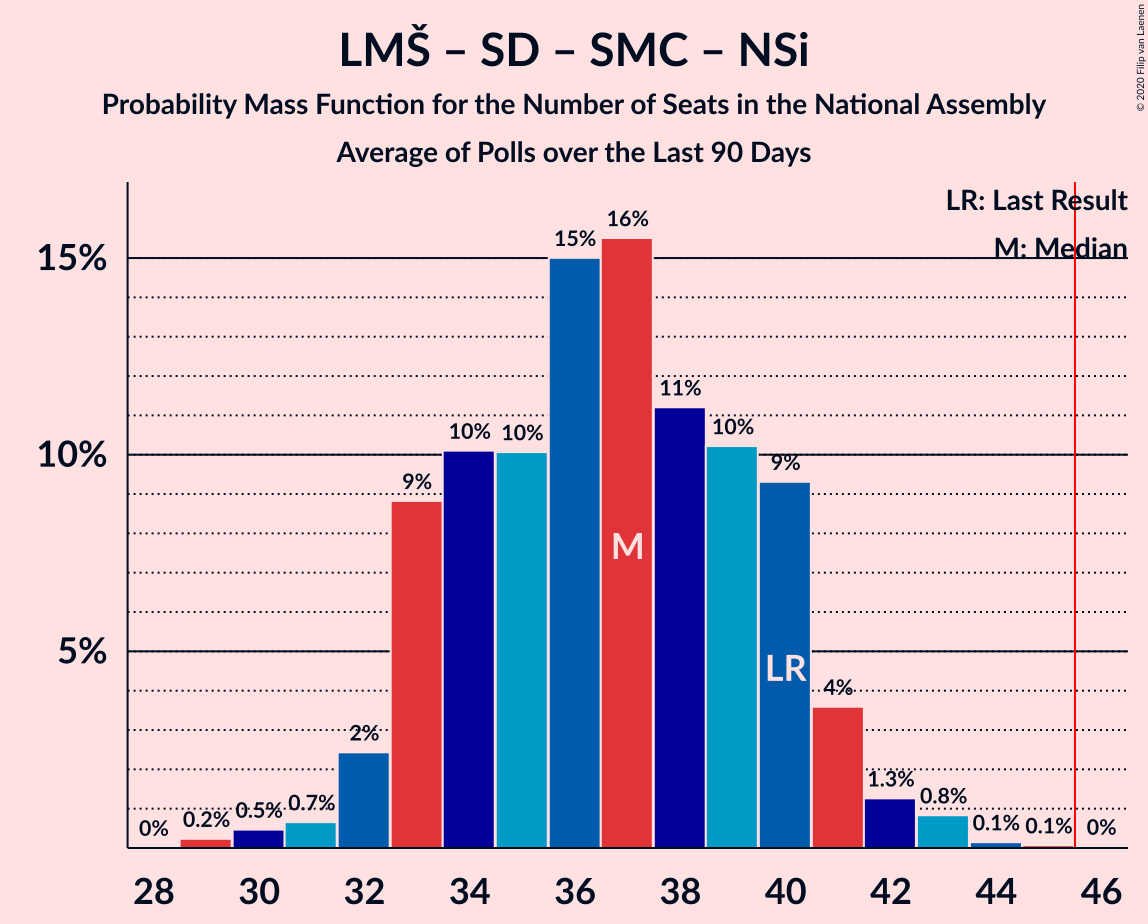 LMŠ – SD – SMC – NSi
Probability Mass Function for the Number of Seats in the National Assembly
Average of Polls over the Last 90 Days
© 2020 Filip van Laenen
LR: Last Result
M: Median
15%
10%
5%
0%
0.2%
0.5%
0.7%
2%
9%
10%
10%
15%
16%
11%
10%
9%
4%
1.3%
0.8%
0.1%
0.1%
0%
M
LR
28 30 32 34 36 38 40 42 44 46